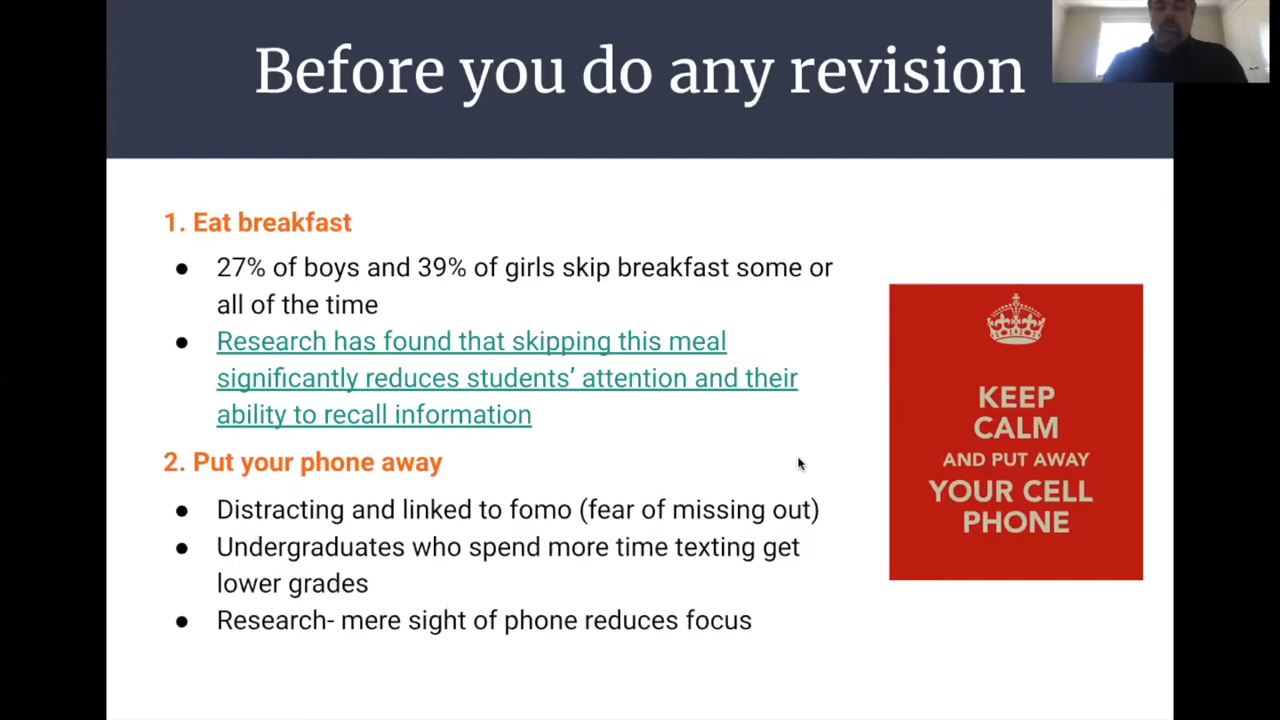 Before you do any revision
1. Eat breakfast
● 27% of boys and 39% of girls skip breakfast some or
all of the time
● Research has found that skipping this meal
significantly reduces students’ attention and their
ability to recall information
2. Put your phone away
● Distracting and linked to fomo (fear of missing out)
● Undergraduates who spend more time texting get
lower grades
● Research- mere sight of phone reduces focus
KEEP
CALM
AND PUT AWAY
YOUR CELL
PHONE